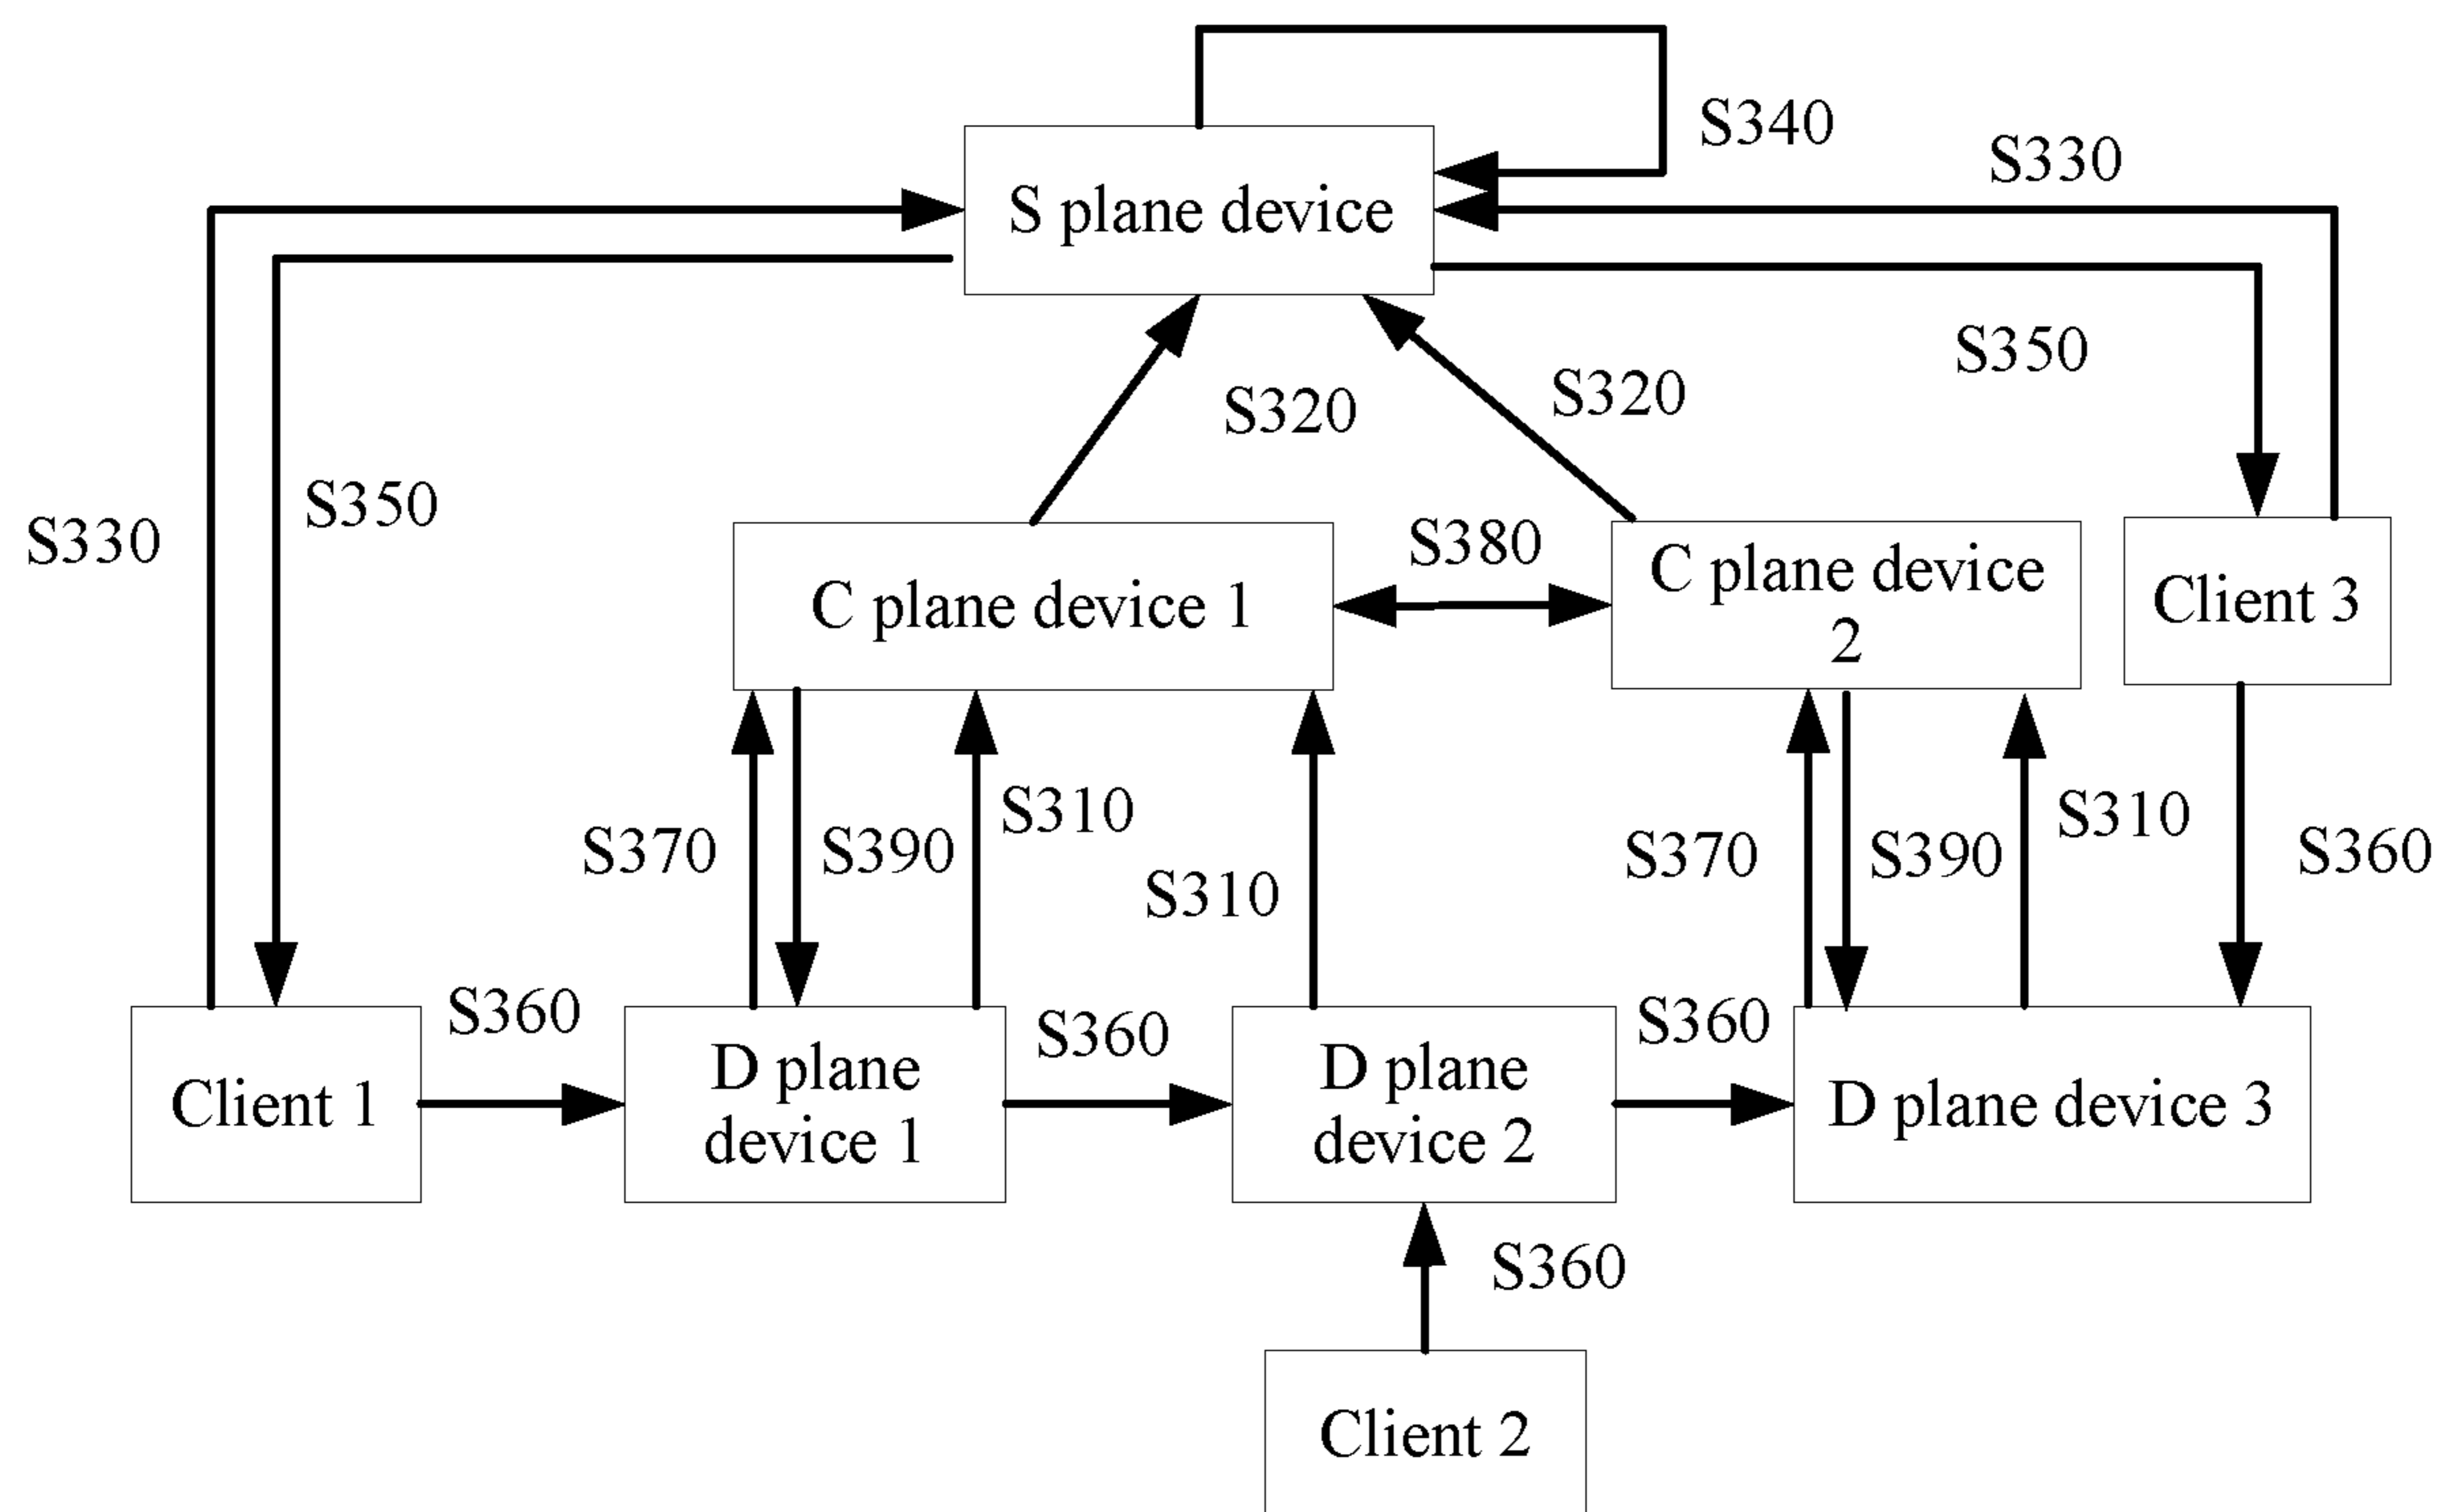 S340
S330
S plane device
S350
S320
S320
S330
S350
S380
C plane device 1
C plane device
2
Client 3
S370
S390
S310
S310
S370
S390
S310
S360
S360
S360
S360
Client 1
D plane
device 1
D plane
device 2
D plane device 3
S360
Client 2